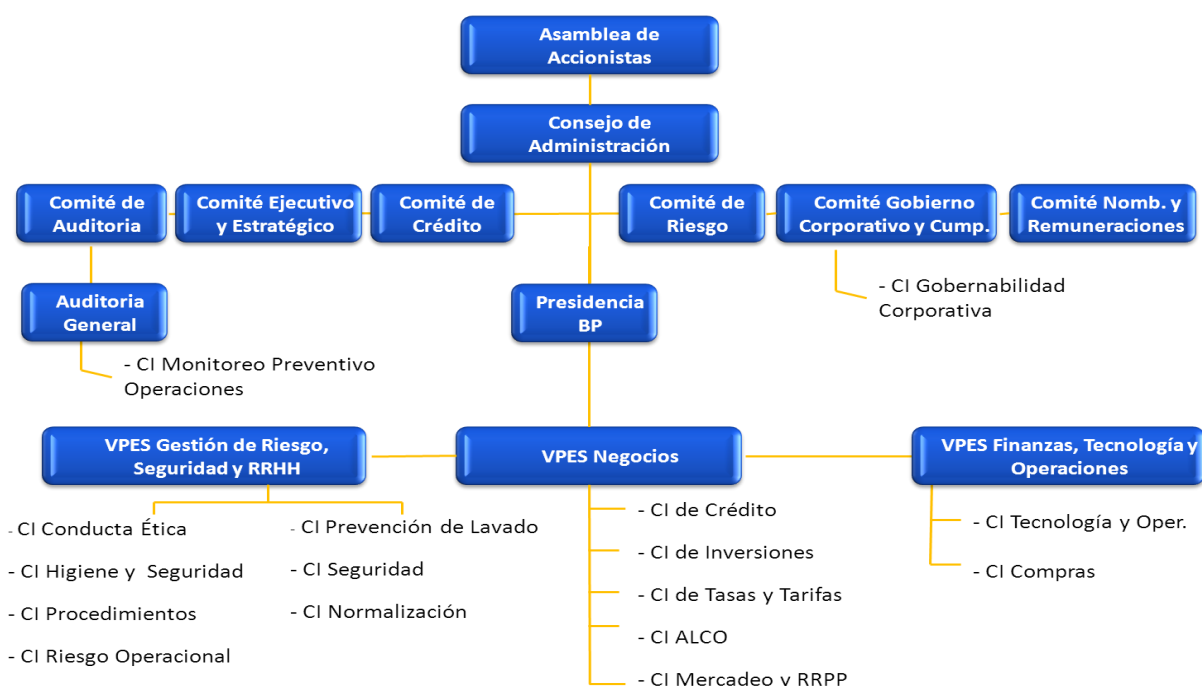 Asamblea de
Accionistas
Consejo de
Administración
Comité de
Auditoria
Comité Ejecutivo
y Estratégico
Comité de
Crédito
Comité de
Riesgo
Comité Gobierno
Corporativo y Cump.
Comité Nomb. y
Remuneraciones
Auditoria
General
Presidencia
BP
- CI Gobernabilidad
Corporativa
- CI Monitoreo Preventivo
Operaciones
VPES Gestión de Riesgo,
Seguridad y RRHH
VPES Negocios
VPES Finanzas, Tecnología y
Operaciones
- CI Conducta Ética
- CI Higiene y Seguridad
- CI Procedimientos
- CI Riesgo Operacional
- CI Prevención de Lavado
- CI Seguridad
- CI Normalización
- CI de Crédito
- CI de Inversiones
- CI de Tasas y Tarifas
- CI ALCO
- CI Mercadeo y RRPP
- CI Tecnología y Oper.
- CI Compras